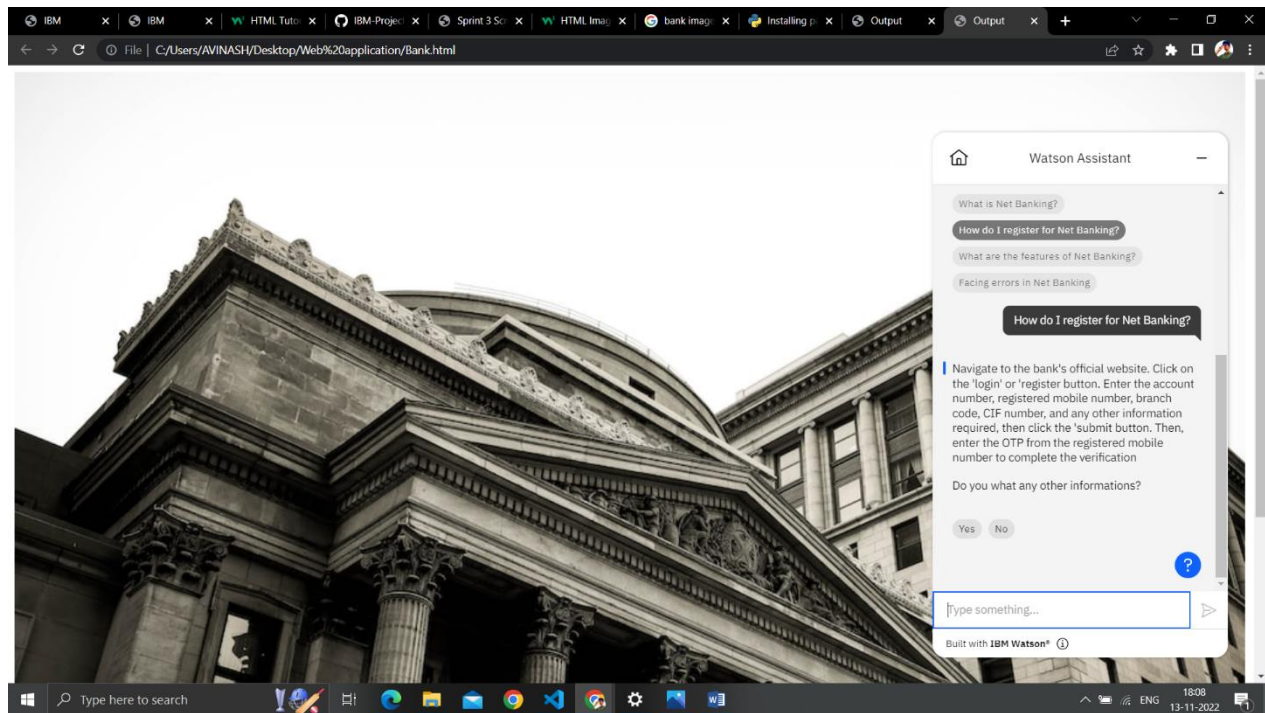 IBM
IBM
HTML Tuto
IBM-Project
Sprint 3 Scr
HTML Imag
bank image
Installing p
Output
Output
File | C:/Users/AVINASH/Desktop/Web%20application/Bank.html
Watson Assistant
What is Net Banking?
How do I register for Net Banking?
What are the features of Net Banking?
Facing errors in Net Banking
How do I register for Net Banking?
Navigate to the bank's official website. Click on
the 'login' or 'register button. Enter the account
number, registered mobile number, branch
code, CIF number, and any other information
required, then click the 'submit button. Then,
enter the OTP from the registered mobile
number to complete the verification
Do you what any other informations?
Yes No
?
Type something...
Built with IBM Watson®
Type here to search
ENG
18:08
13-11-2022
1